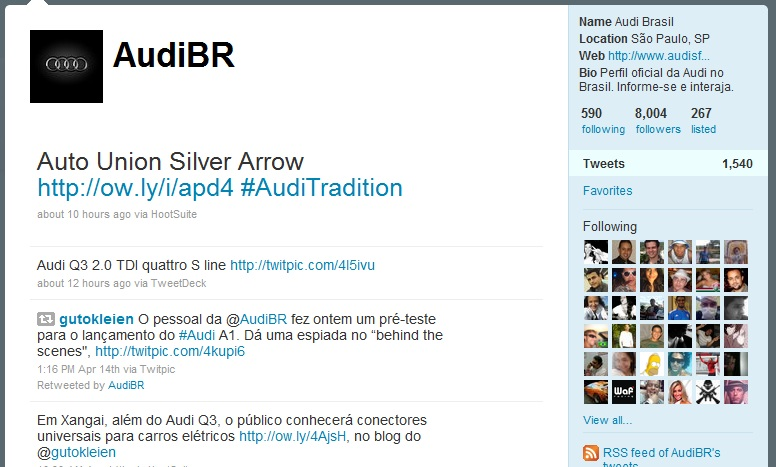 AudiBR
Auto Union Silver Arrow
http://ow.ly/i/apd4 #AudiTradition
about 10 hours ago via HootSuite
Audi Q3 2.0 TDI quattro S line http://twitpic.com/4l5ivu
about 12 hours ago via TweetDeck
gutokleien O pessoal da @AudiBR fez ontem um pré-teste
para o lançamento do #Audi A1. Dá uma espiada no “behind the
scenes", http://twitpic.com/4kupi6
1:16 PM Apr 14th via Twitpic
Retweeted by AudiBR
Em Xangai, além do Audi Q3, o público conhecerá conectores
universais para carros elétricos http://ow.ly/4AjsH, no blog do
@gutokleien
Name Audi Brasil
Location São Paulo, SP
Web http://www.audisf...
Bio Perfil oficial da Audi no
Brasil. Informe-se e interaja.
590 8,004 267
following followers listed
Tweets 1,540
Favorites
Following
WAF
View all...
RSS feed of AudiBR's
tweets